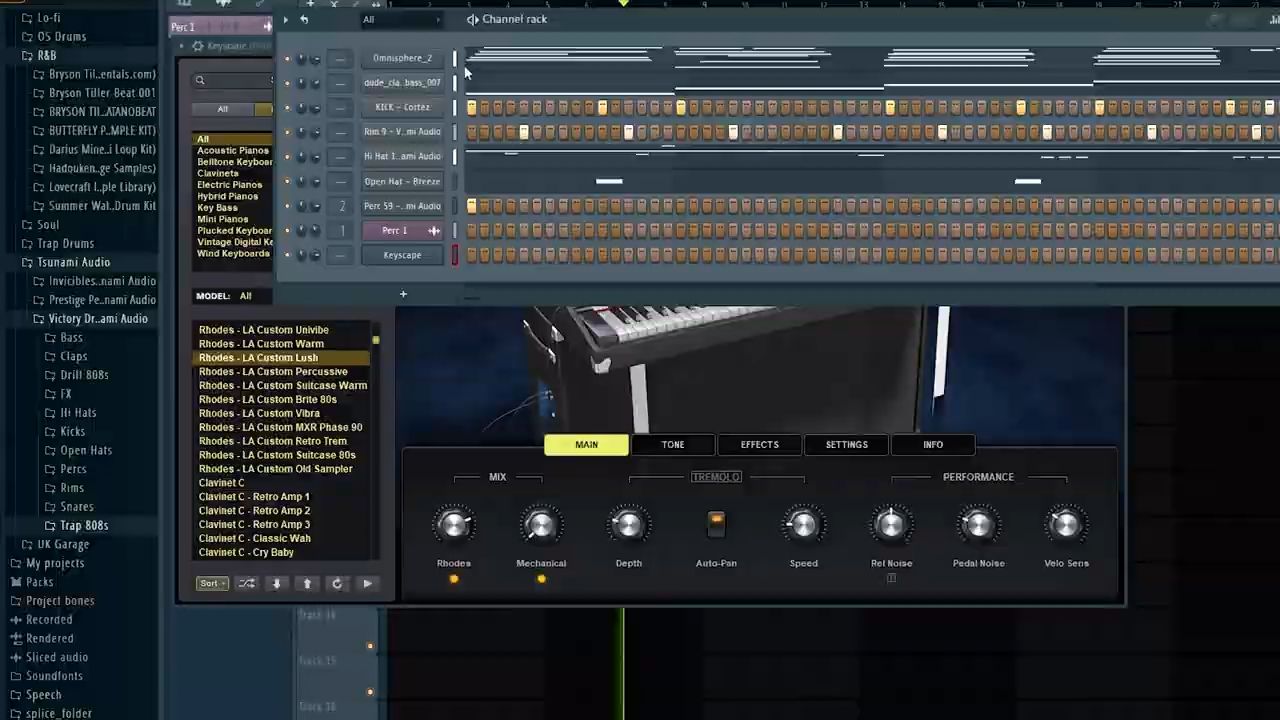 Lo-fi
OS Drums
R&B
Bryson Til..entals.com)
Bryson Tiller Beat 001
BRYSON TI...ATANOBEAT
BUTTERFLY P...MPLE KIT)
Darius Mine..i Loop Kit)
Hadouken...ge Samples)
Lovecraft I..ple Library)
Summer Wal..Drum Kit
Soul
Trap Drums
Tsunami Audio
Invicibles..nami Audio
Prestige Pe..nami Audio
Victory Dr..ami Audio
Bass
Claps
Drill 808s
FX
Hi Hats
Kicks
Open Hats
Percs
Rims
Snares
Trap 808s
UK Garage
My projects
Packs
Project bones
Recorded
Rendered
Sliced audio
Soundfonts
Speech
splice_folder
Perc 1
Keyscape
All
All
Acoustic Pianos
Belltone Keyboar
Clavinets
Electric Pianos
Hybrid Pianos
Key Bass
Mini Pianos
Plucked Keyboar
Vintage Digital Ke
Wind Keyboards
MODEL: All
Rhodes - LA Custom Univibe
Rhodes - LA Custom Warm
Rhodes - LA Custom Lush
Rhodes - LA Custom Percussive
Rhodes - LA Custom Suitcase Warm
Rhodes - LA Custom Brite 80s
Rhodes - LA Custom Vibra
Rhodes - LA Custom MXR Phase 90
Rhodes - LA Custom Retro Trem
Rhodes - LA Custom Suitcase 80s
Rhodes - LA Custom Old Sampler
Clavinet C
Clavinet C - Retro Amp 1
Clavinet C - Retro Amp 2
Clavinet C - Retro Amp 3
Clavinet C - Classic Wah
Clavinet C - Cry Baby
Sort
All
Channel rack
Omnisphere_2
dude_cla..bass_007
KICK - Cortez
Rim 9 - V..mi Audio
Hi Hat 1..ami Audio
Open Hat - Breeze
2 Perc 59 -..mi Audio
1 Perc 1
Keyscape
+
MAIN
TONE
EFFECTS
SETTINGS
INFO
MIX
TREMOLO
PERFORMANCE
Rhodes
Mechanical
Depth
Auto-Pan
Speed
Rel Noise
Pedal Noise
Velo Sens
Track 14
Track 15
Track 16